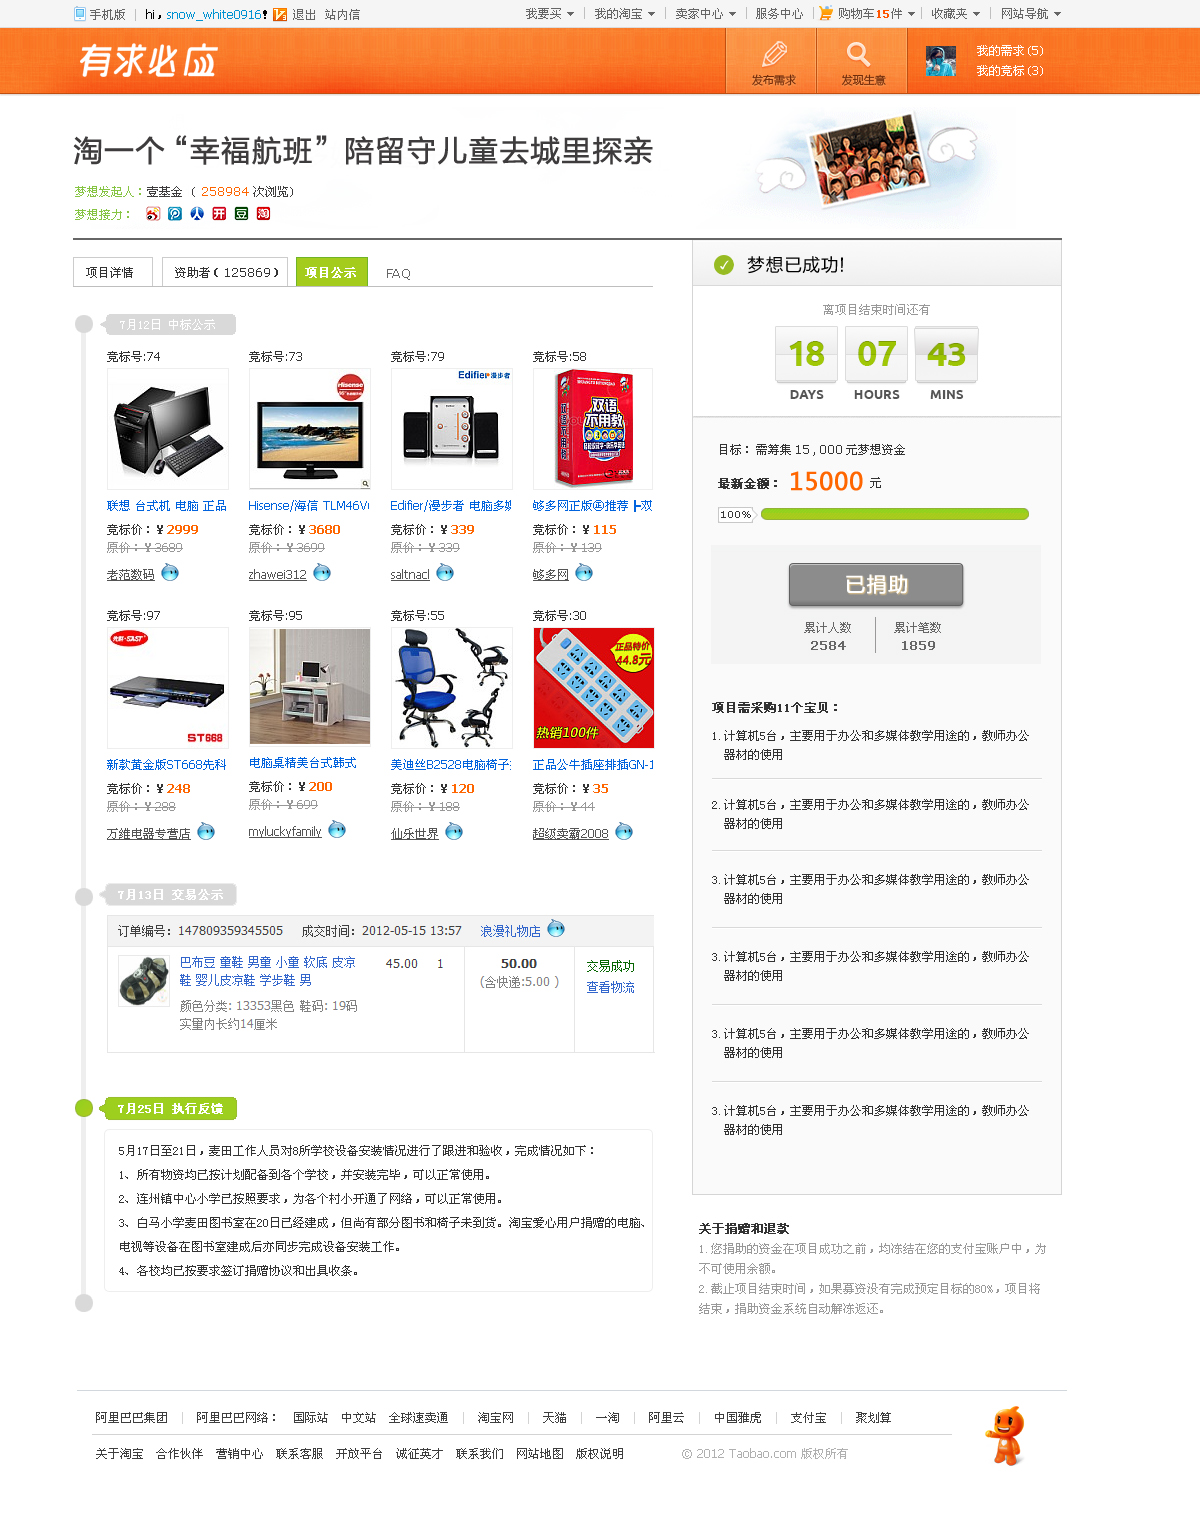 手机版 hi，snow_white0916！ 退出 站内信 我要买 我的淘宝 卖家中心 服务中心 购物车15件 收藏夹 网站导航
有求必应 发布需求 发现生意 我的需求(5)
我的竞标(3)
淘一个“幸福航班”陪留守儿童去城里探亲
梦想发起人：壹基金 （ 258984 次浏览）
梦想接力：
项目详情 资助者（125869） 项目公示 FAQ
7月12日 中标公示
竞标号:74 竞标号:73 竞标号:79 竞标号:58
Hisense
Edifier 漫步者
双语不用教
联想 台式机 电脑 正品 Hisense/海信 TLM46V Edifier/漫步者 电脑多媒 够多网正版®推荐┣双
竞标价：¥2999 竞标价：¥3680 竞标价：¥339 竞标价：¥115
原价：¥3689 原价：¥3699 原价：¥339 原价：¥139
老范数码 zhawei312 saltnacl 够多网
竞标号:97 竞标号:95 竞标号:55 竞标号:30
先科·SAST
ST668
正品特价
44.8元
热销100件
新款黄金版ST668先科 电脑桌精美台式韩式 美迪丝B2528电脑椅子 正品公牛插座排插GN-1
竞标价：¥248 竞标价：¥200 竞标价：¥120 竞标价：¥35
原价：¥288 原价：¥699 原价：¥188 原价：¥44
万维电器专营店 myluckyfamily 仙乐世界 超级卖霸2008
7月13日 交易公示
订单编号：147809359345505 成交时间：2012-05-15 13:57 浪漫礼物店
巴布豆 童鞋 男童 小童 软底 皮凉 45.00 1 50.00 交易成功
鞋 婴儿皮凉鞋 学步鞋 男 (含快递:5.00 ) 查看物流
颜色分类: 13353黑色 鞋码: 19码
实量内长约14厘米
7月25日 执行反馈
5月17日至21日，麦田工作人员对8所学校设备安装情况进行了跟进和验收，完成情况如下：
1、所有物资均已按计划配备到各个学校，并安装完毕，可以正常使用。
2、连州镇中心小学已按照要求，为各个村小开通了网络，可以正常使用。
3、白马小学麦田图书室在20日已经建成，但尚有部分图书和椅子未到货。淘宝爱心用户捐赠的电脑、
电视等设备在图书室建成后亦同步完成设备安装工作。
4、各校均已按要求签订捐赠协议和出具收条。
梦想已成功！
离项目结束时间还有
18 07 43
DAYS HOURS MINS
目标：需筹集 15，000 元梦想资金
最新金额： 15000 元
100%
已捐助
累计人数 累计笔数
2584 1859
项目需采购11个宝贝：
1. 计算机5台，主要用于办公和多媒体教学用途的，教师办公
器材的使用
2. 计算机5台，主要用于办公和多媒体教学用途的，教师办公
器材的使用
3. 计算机5台，主要用于办公和多媒体教学用途的，教师办公
器材的使用
3. 计算机5台，主要用于办公和多媒体教学用途的，教师办公
器材的使用
3. 计算机5台，主要用于办公和多媒体教学用途的，教师办公
器材的使用
3. 计算机5台，主要用于办公和多媒体教学用途的，教师办公
器材的使用
关于捐赠和退款
1. 您捐助的资金在项目成功之前，均冻结在您的支付宝账户中，为
不可使用余额。
2. 截止项目结束时间，如果募资没有完成预定目标的80%，项目将
结束，捐助资金系统自动解冻返还。
阿里巴巴集团 阿里巴巴网络： 国际站 中文站 全球速卖通 淘宝网 天猫 一淘 阿里云 中国雅虎 支付宝 聚划算
关于淘宝 合作伙伴 营销中心 联系客服 开放平台 诚征英才 联系我们 网站地图 版权说明 © 2012 Taobao.com 版权所有